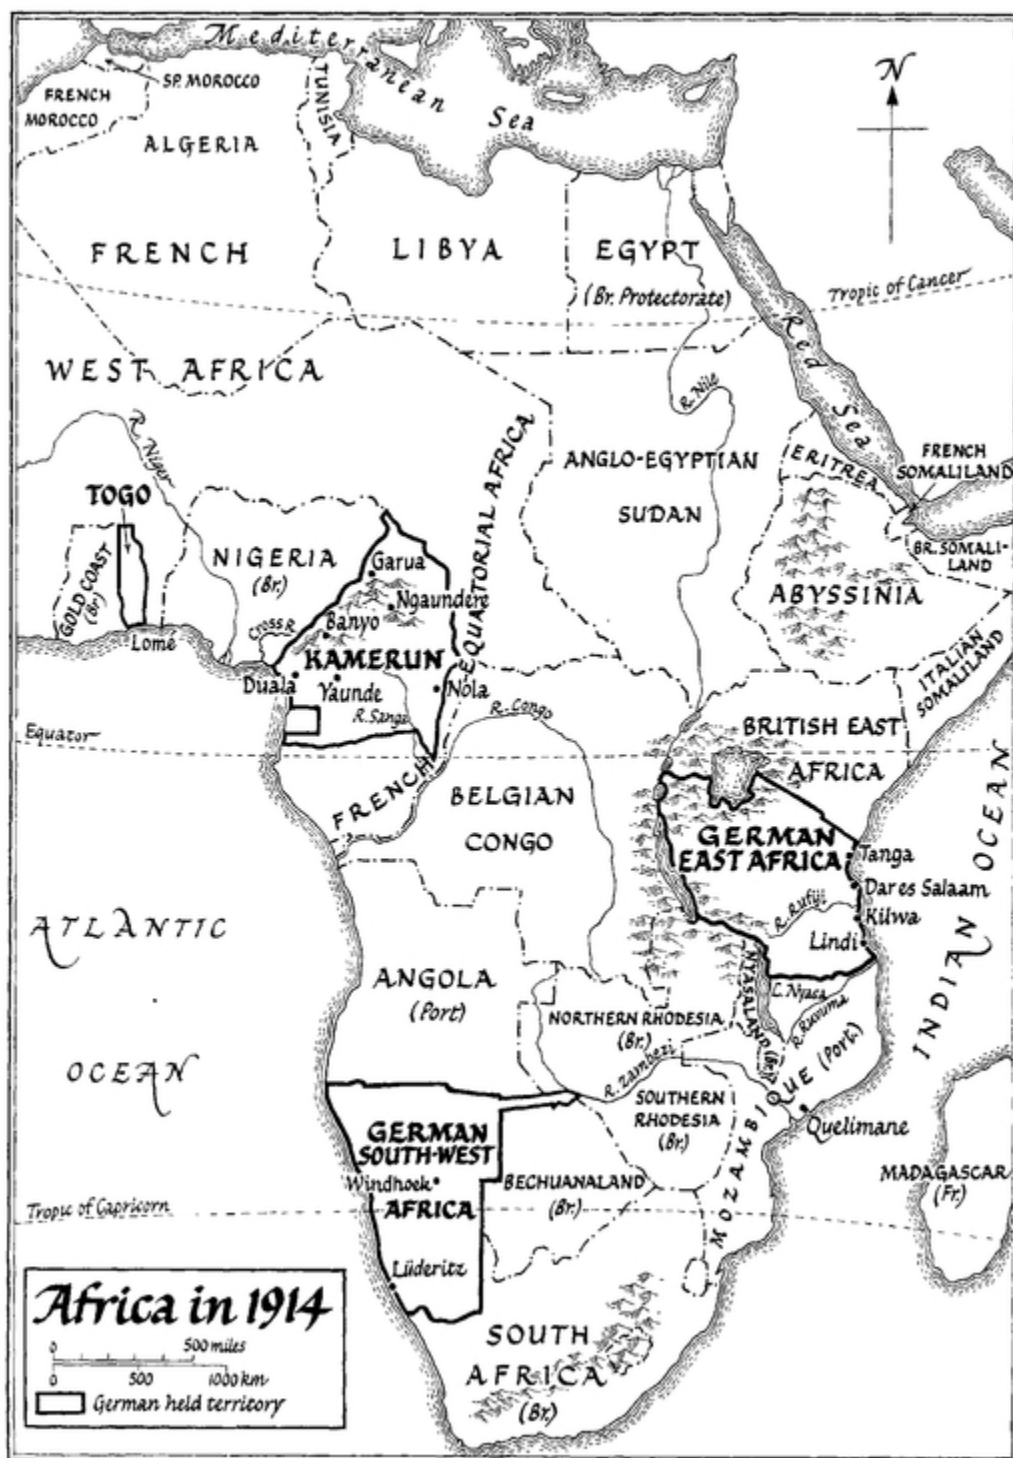 Mediterranean Sea
N
SP. MOROCCO
FRENCH
MOROCCO
TUNISIA
ALGERIA
FRENCH
LIBYA
EGYPT
(Br. Protectorate)
Tropic of Cancer
Red Sea
WEST AFRICA
R. Nile
R. Niger
FRENCH
SOMALILAND
ERITREA
ANGLO-EGYPTIAN
SUDAN
TOGO
EQUATORIAL AFRICA
NIGERIA
(Br.)
GOLD COAST
(Br)
Garua
BR. SOMALI-
LAND
Ngaundere
ABYSSINIA
Cross R.
Banyo
Lomé
KAMERUN
ITALIAN
SOMALILAND
Duala
Yaunde
Nola
R. Sanga
R. Congo
BRITISH EAST
AFRICA
Equator
FRENCH
BELGIAN
CONGO
GERMAN
EAST AFRICA
Tanga
Dar es Salaam
R. Rufiji
Kilwa
Lindi
INDIAN OCEAN
ATLANTIC
OCEAN
ANGOLA
(Port)
NYASALAND (Br.)
L. Nyasa
R. Ruvuma
NORTHERN RHODESIA
(Br.)
R. Zambezi
MOZAMBIQUE (Port.)
SOUTHERN
RHODESIA
(Br.)
Quelimane
GERMAN
SOUTH-WEST
AFRICA
Windhoek
BECHUANALAND
(Br.)
MADAGASCAR
(Fr.)
Tropic of Capricorn
Lüderitz
SOUTH
AFRICA
(Br.)
Africa in 1914
0 500 miles
0 500 1000 km
German held territory